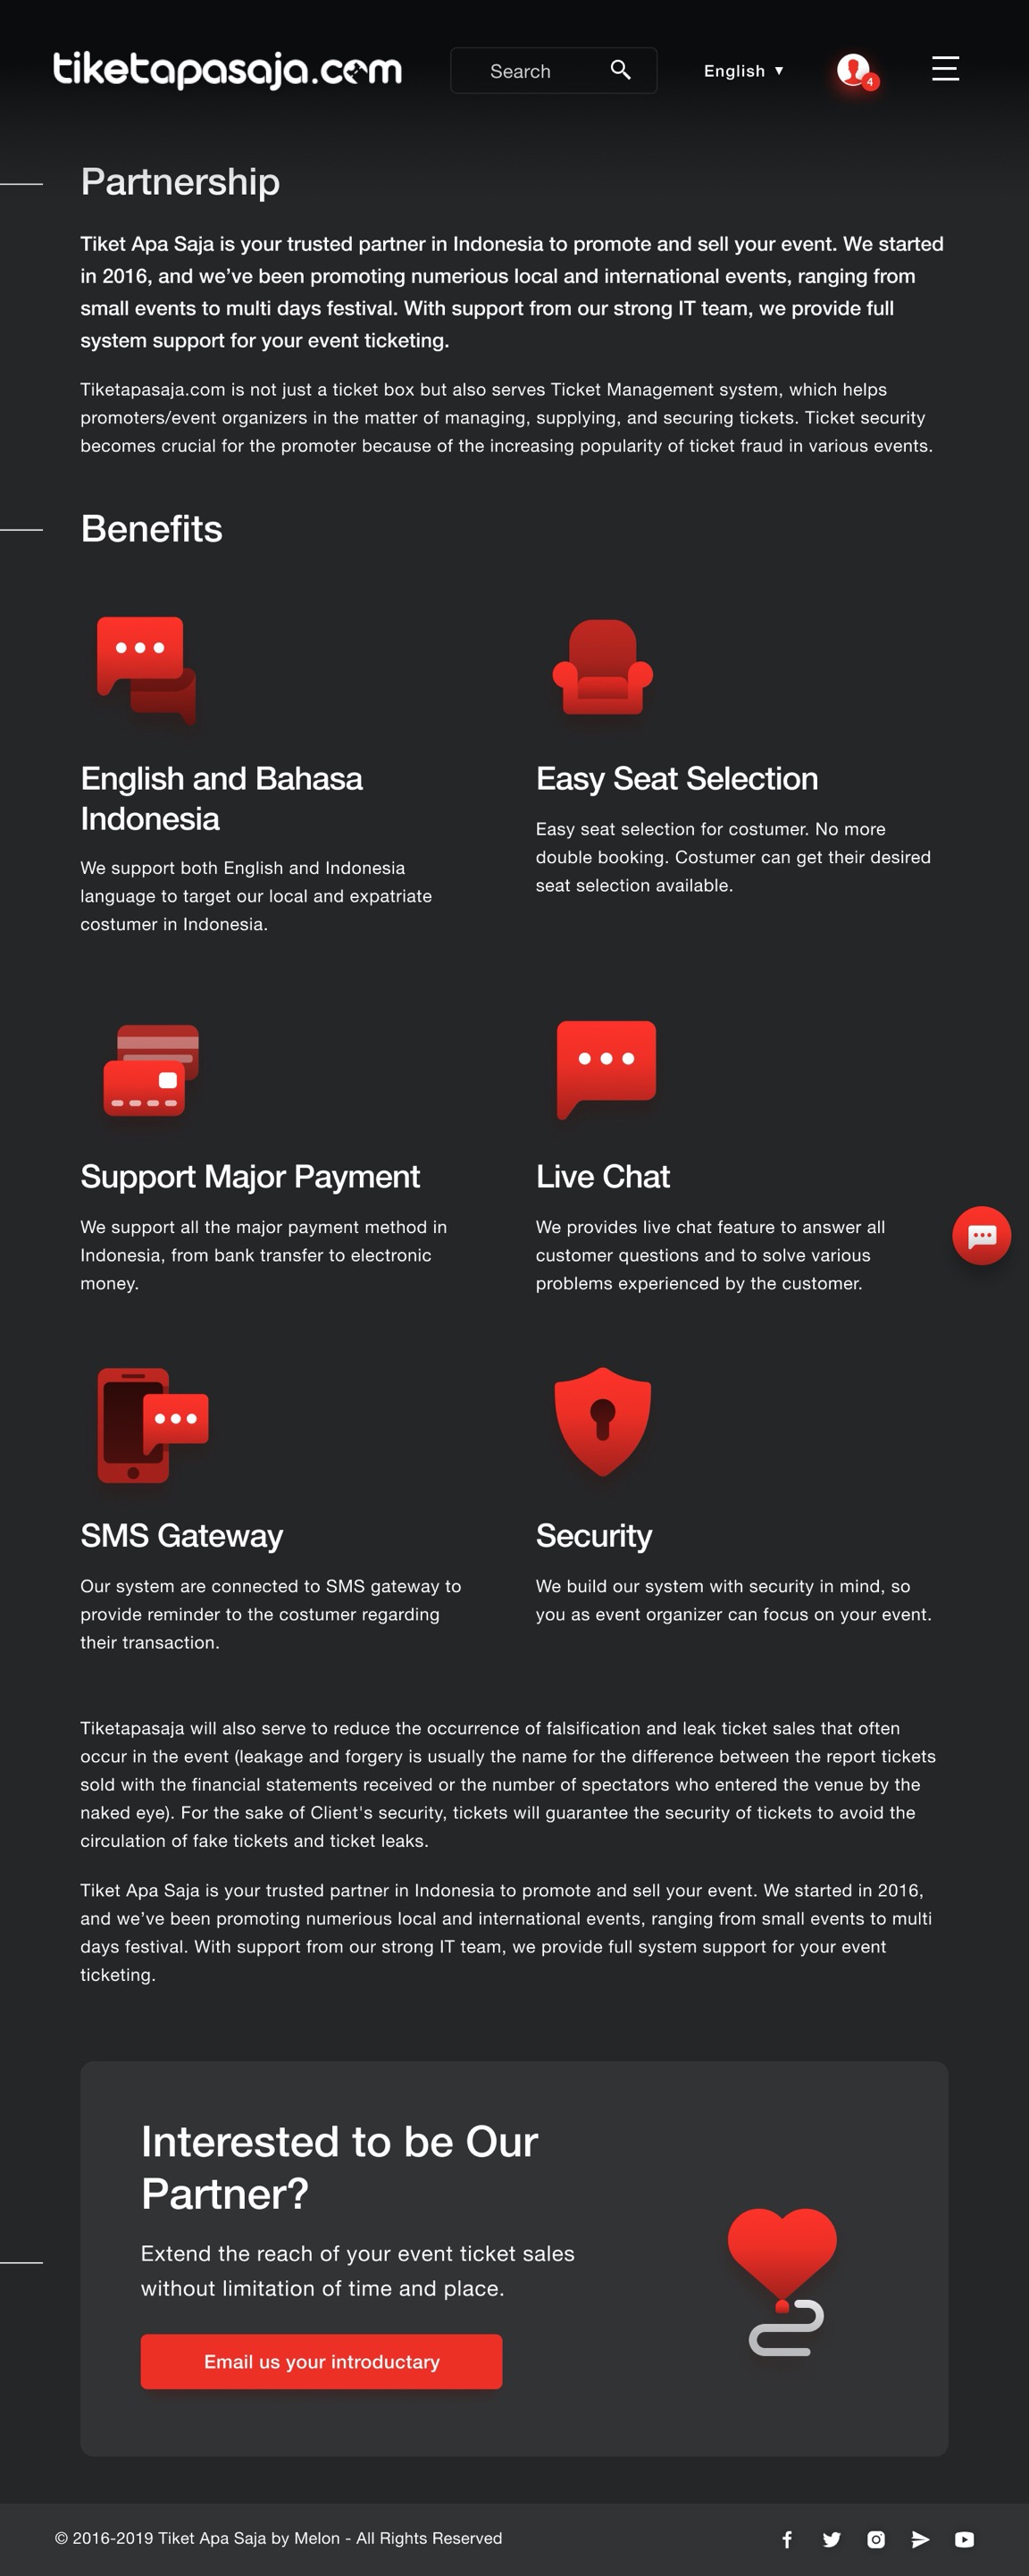 tiketapasaja.com
Search
English ▼
4
Partnership
Tiket Apa Saja is your trusted partner in Indonesia to promote and sell your event. We started
in 2016, and we’ve been promoting numerious local and international events, ranging from
small events to multi days festival. With support from our strong IT team, we provide full
system support for your event ticketing.
Tiketapasaja.com is not just a ticket box but also serves Ticket Management system, which helps
promoters/event organizers in the matter of managing, supplying, and securing tickets. Ticket security
becomes crucial for the promoter because of the increasing popularity of ticket fraud in various events.
Benefits
English and Bahasa
Indonesia
We support both English and Indonesia
language to target our local and expatriate
costumer in Indonesia.
Easy Seat Selection
Easy seat selection for costumer. No more
double booking. Costumer can get their desired
seat selection available.
Support Major Payment
We support all the major payment method in
Indonesia, from bank transfer to electronic
money.
Live Chat
We provides live chat feature to answer all
customer questions and to solve various
problems experienced by the customer.
SMS Gateway
Our system are connected to SMS gateway to
provide reminder to the costumer regarding
their transaction.
Security
We build our system with security in mind, so
you as event organizer can focus on your event.
Tiketapasaja will also serve to reduce the occurrence of falsification and leak ticket sales that often
occur in the event (leakage and forgery is usually the name for the difference between the report tickets
sold with the financial statements received or the number of spectators who entered the venue by the
naked eye). For the sake of Client's security, tickets will guarantee the security of tickets to avoid the
circulation of fake tickets and ticket leaks.
Tiket Apa Saja is your trusted partner in Indonesia to promote and sell your event. We started in 2016,
and we’ve been promoting numerious local and international events, ranging from small events to multi
days festival. With support from our strong IT team, we provide full system support for your event
ticketing.
Interested to be Our
Partner?
Extend the reach of your event ticket sales
without limitation of time and place.
Email us your introductary
© 2016-2019 Tiket Apa Saja by Melon - All Rights Reserved